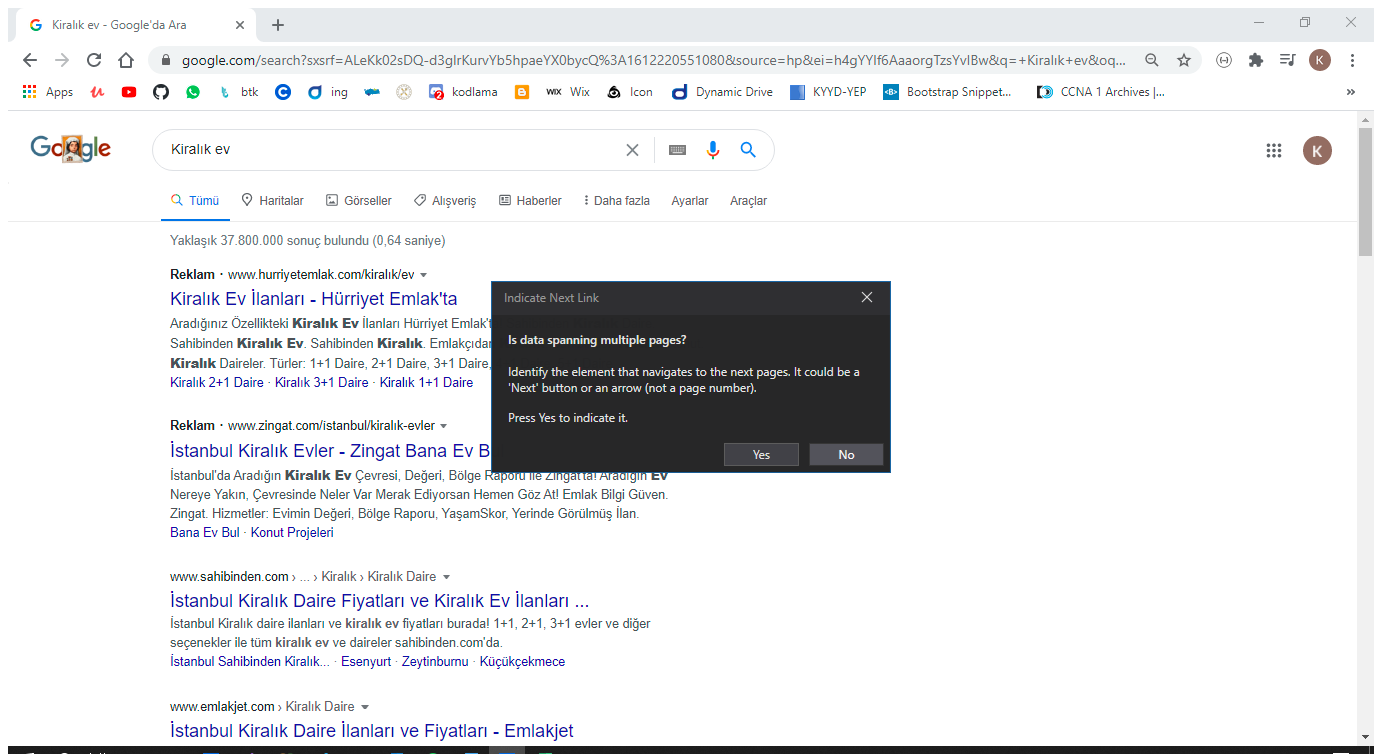 Kiralık ev - Google'da Ara
google.com/search?sxsrf=ALeKk02sDQ-d3glrKurvYb5hpaeYX0bycQ%3A1612220551080&source=hp&ei=h4gYYIf6AaaorgTzsYvIBw&q=+Kiralık+ev&oq...
K
Apps btk ing kodlama WIX Wix Icon Dynamic Drive KYYD-YEP Bootstrap Snippet... CCNA 1 Archives |... »
Google
Kiralık ev
K
Tümü Haritalar Görseller Alışveriş Haberler Daha fazla Ayarlar Araçlar
Yaklaşık 37.800.000 sonuç bulundu (0,64 saniye)
Reklam · www.hurriyetemlak.com/kiralık/ev
Kiralık Ev İlanları - Hürriyet Emlak'ta
Aradığınız Özellikteki Kiralık Ev İlanları Hürriyet Emlak't
Sahibinden Kiralık Ev. Sahibinden Kiralık. Emlakçıdan
Kiralık Daireler. Türler: 1+1 Daire, 2+1 Daire, 3+1 Daire,
Kiralık 2+1 Daire · Kiralık 3+1 Daire · Kiralık 1+1 Daire
Indicate Next Link
Is data spanning multiple pages?
Identify the element that navigates to the next pages. It could be a
'Next' button or an arrow (not a page number).
Press Yes to indicate it.
Yes No
Reklam · www.zingat.com/istanbul/kiralık-evler
İstanbul Kiralık Evler - Zingat Bana Ev B
İstanbul'da Aradığın Kiralık Ev Çevresi, Değeri, Bölge Raporu ile Zingat'ta! Aradığın Ev
Nereye Yakın, Çevresinde Neler Var Merak Ediyorsan Hemen Göz At! Emlak Bilgi Güven.
Zingat. Hizmetler: Evimin Değeri, Bölge Raporu, YaşamSkor, Yerinde Görülmüş İlan.
Bana Ev Bul · Konut Projeleri
www.sahibinden.com › ... › Kiralık › Kiralık Daire
İstanbul Kiralık Daire Fiyatları ve Kiralık Ev İlanları ...
İstanbul Kiralık daire ilanları ve kiralık ev fiyatları burada! 1+1, 2+1, 3+1 evler ve diğer
seçenekler ile tüm kiralık ev ve daireler sahibinden.com'da.
İstanbul Sahibinden Kiralık... · Esenyurt · Zeytinburnu · Küçükçekmece
www.emlakjet.com › Kiralık Daire
İstanbul Kiralık Daire İlanları ve Fiyatları - Emlakjet